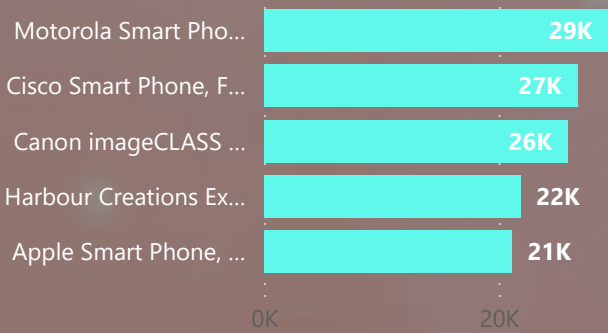 Motorola Smart Pho... 29K
Cisco Smart Phone, F... 27K
Canon imageCLASS ... 26K
Harbour Creations Ex... 22K
Apple Smart Phone, ... 21K
0K 20K